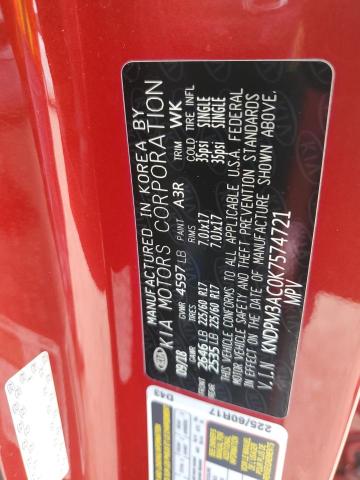 MANUFACTURED IN KOREA BY
KIA MOTORS CORPORATION
09/18 GVWR 4597 LB PAINT A3R TRIM WK
COLD TIRE INFL
FRONT 2646 LB 225/60 R17 7.0Jx17 35psi SINGLE
2535 LB 225/60 R17 7.0Jx17 35psi SINGLE
THIS VEHICLE CONFORMS TO ALL APPLICABLE U.S.A. FEDERAL
MOTOR VEHICLE SAFETY AND THEFT PREVENTION STANDARDS
IN EFFECT ON THE DATE OF MANUFACTURE SHOWN ABOVE.
V.I.N KNDPM3AC0K7574721
MPV
KIA
D43
225/60R17